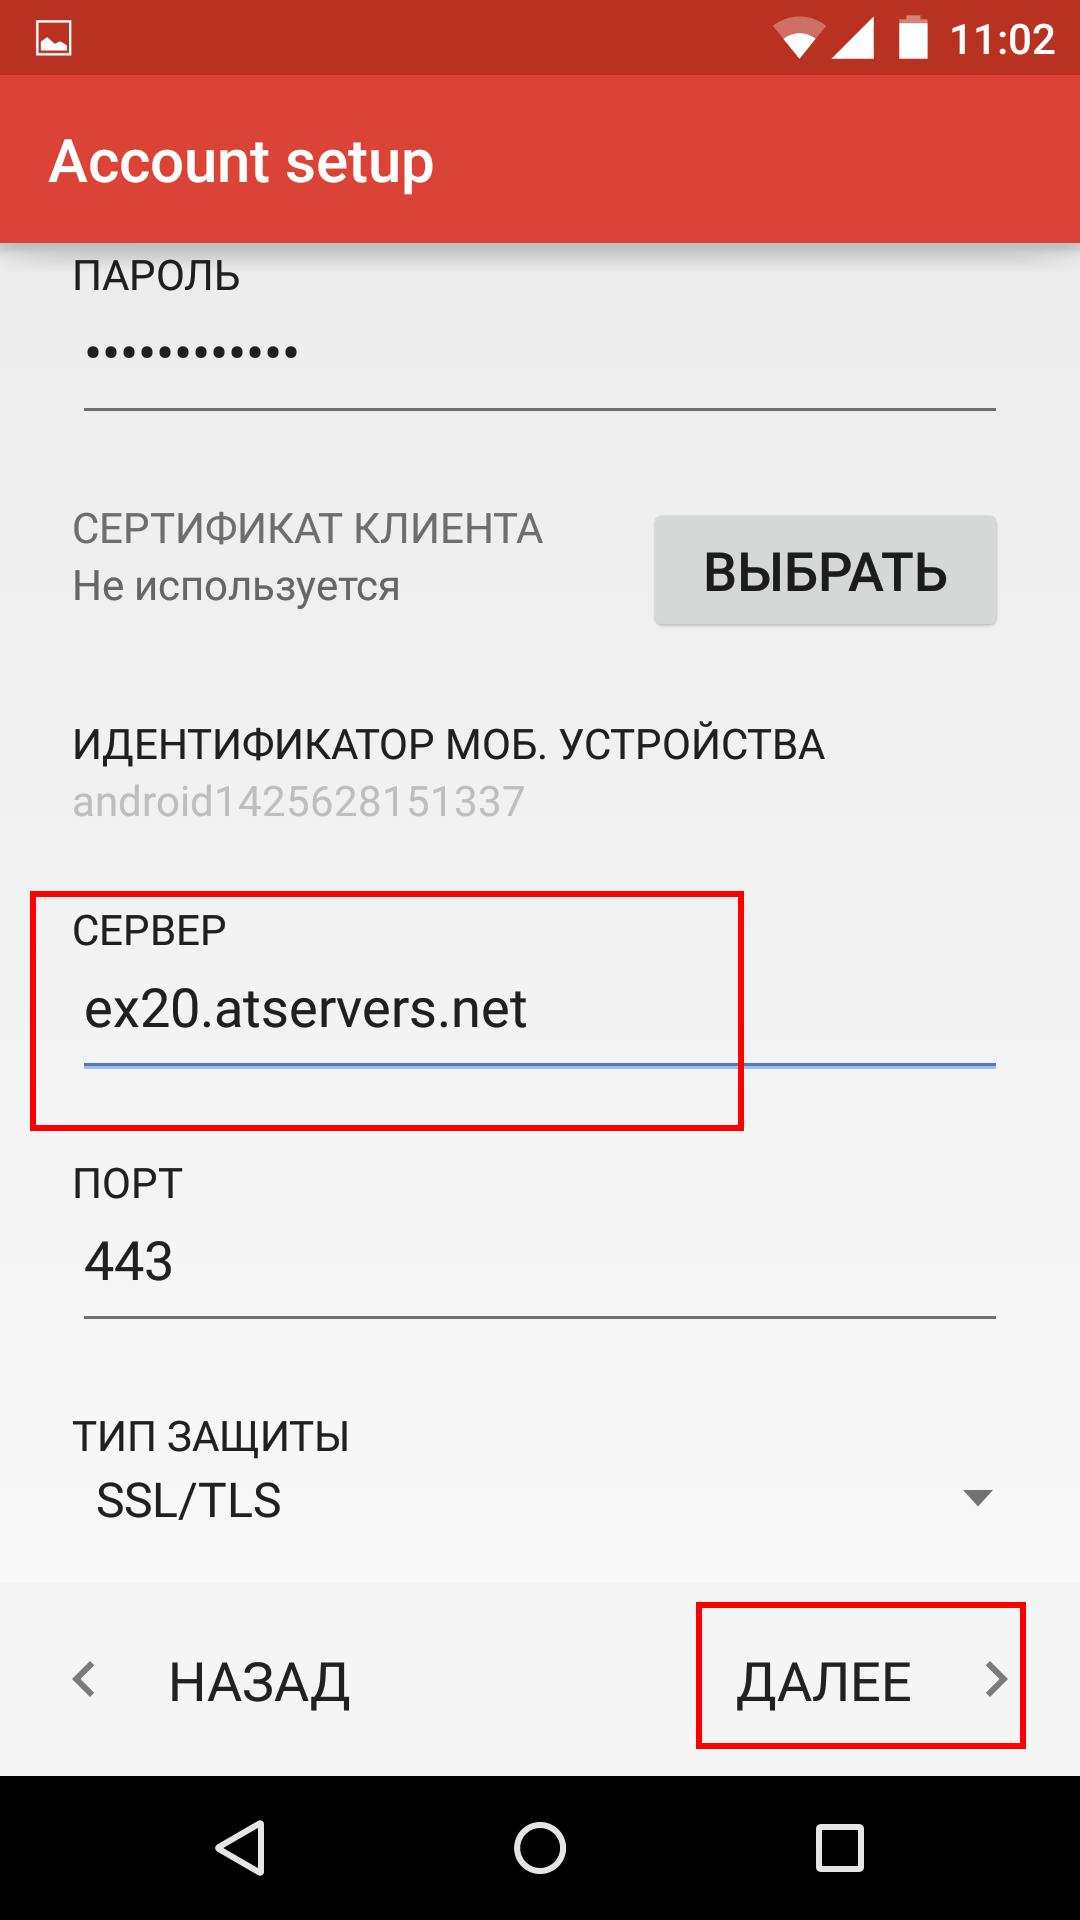 11:02
Account setup
ПАРОЛЬ
••••••••••••
СЕРТИФИКАТ КЛИЕНТА
Не используется
ВЫБРАТЬ
ИДЕНТИФИКАТОР МОБ. УСТРОЙСТВА
android1425628151337
СЕРВЕР
ex20.atservers.net
ПОРТ
443
ТИП ЗАЩИТЫ
SSL/TLS
НАЗАД
ДАЛЕЕ